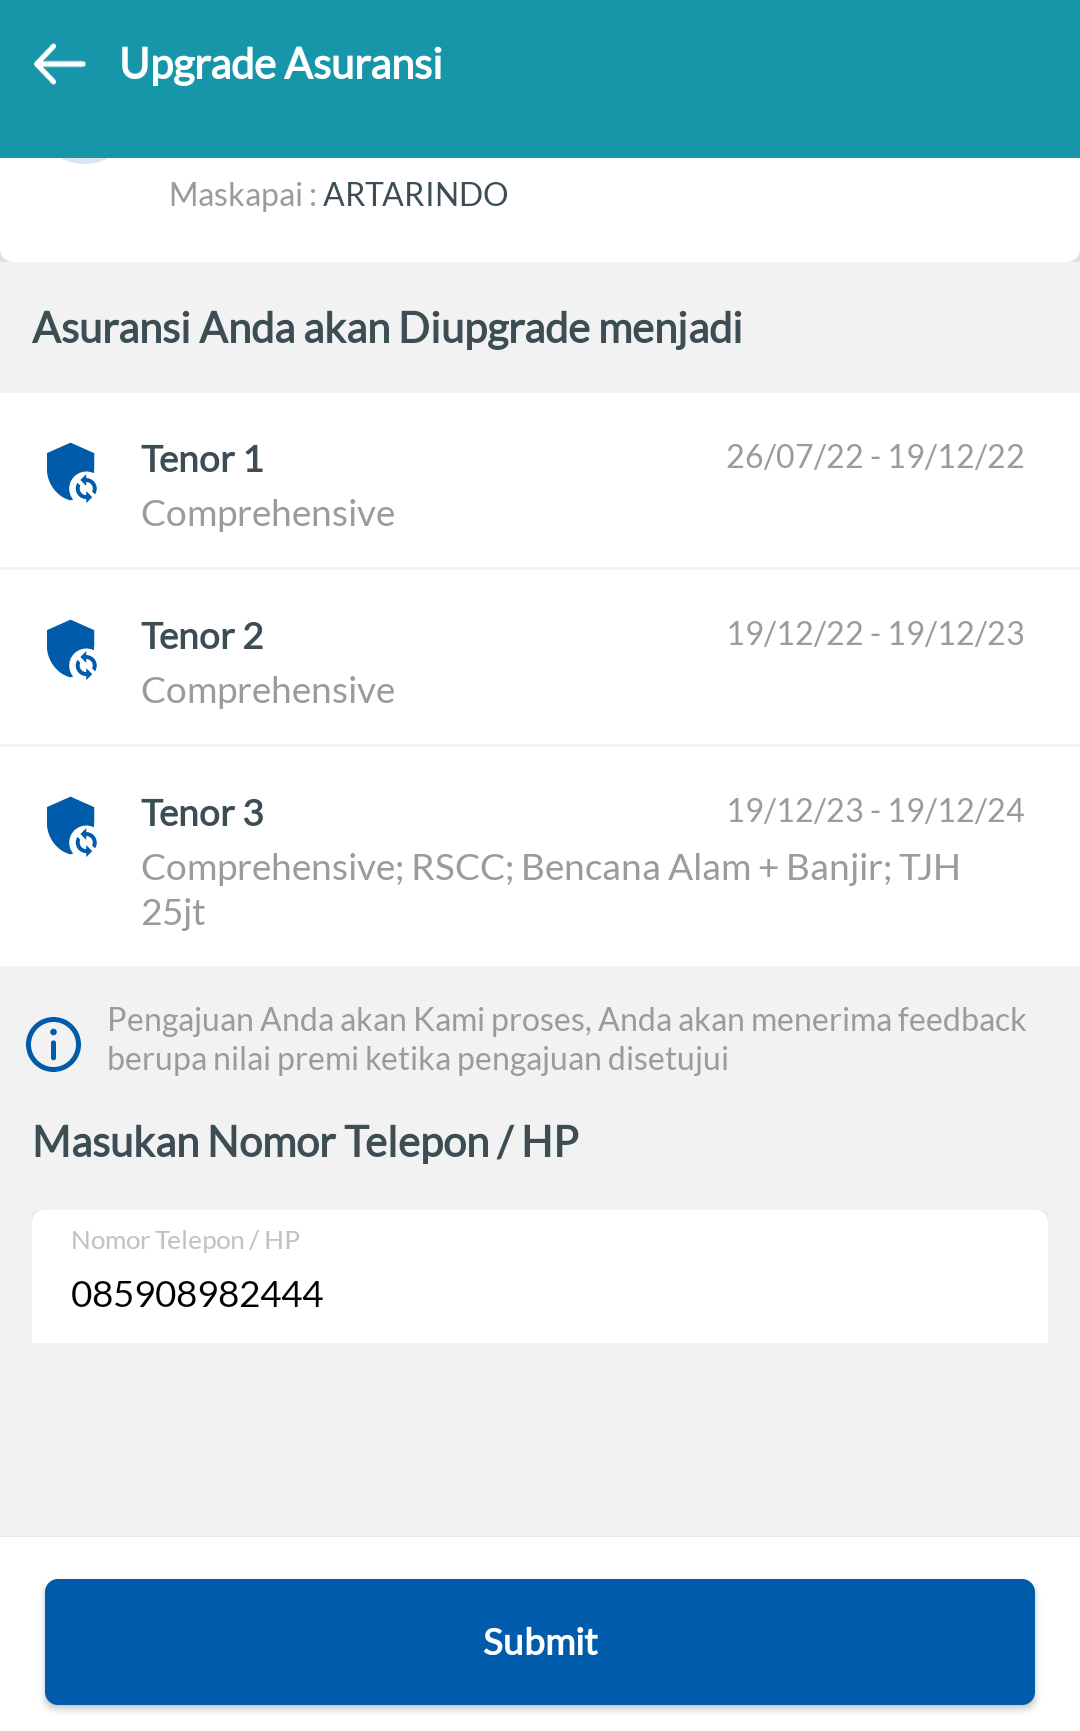 Upgrade Asuransi
Maskapai : ARTARINDO
Asuransi Anda akan Diupgrade menjadi
Tenor 1
26/07/22 - 19/12/22
Comprehensive
Tenor 2
19/12/22 - 19/12/23
Comprehensive
Tenor 3
19/12/23 - 19/12/24
Comprehensive; RSCC; Bencana Alam + Banjir; TJH
25jt
Pengajuan Anda akan Kami proses, Anda akan menerima feedback
berupa nilai premi ketika pengajuan disetujui
Masukan Nomor Telepon / HP
Nomor Telepon / HP
085908982444
Submit